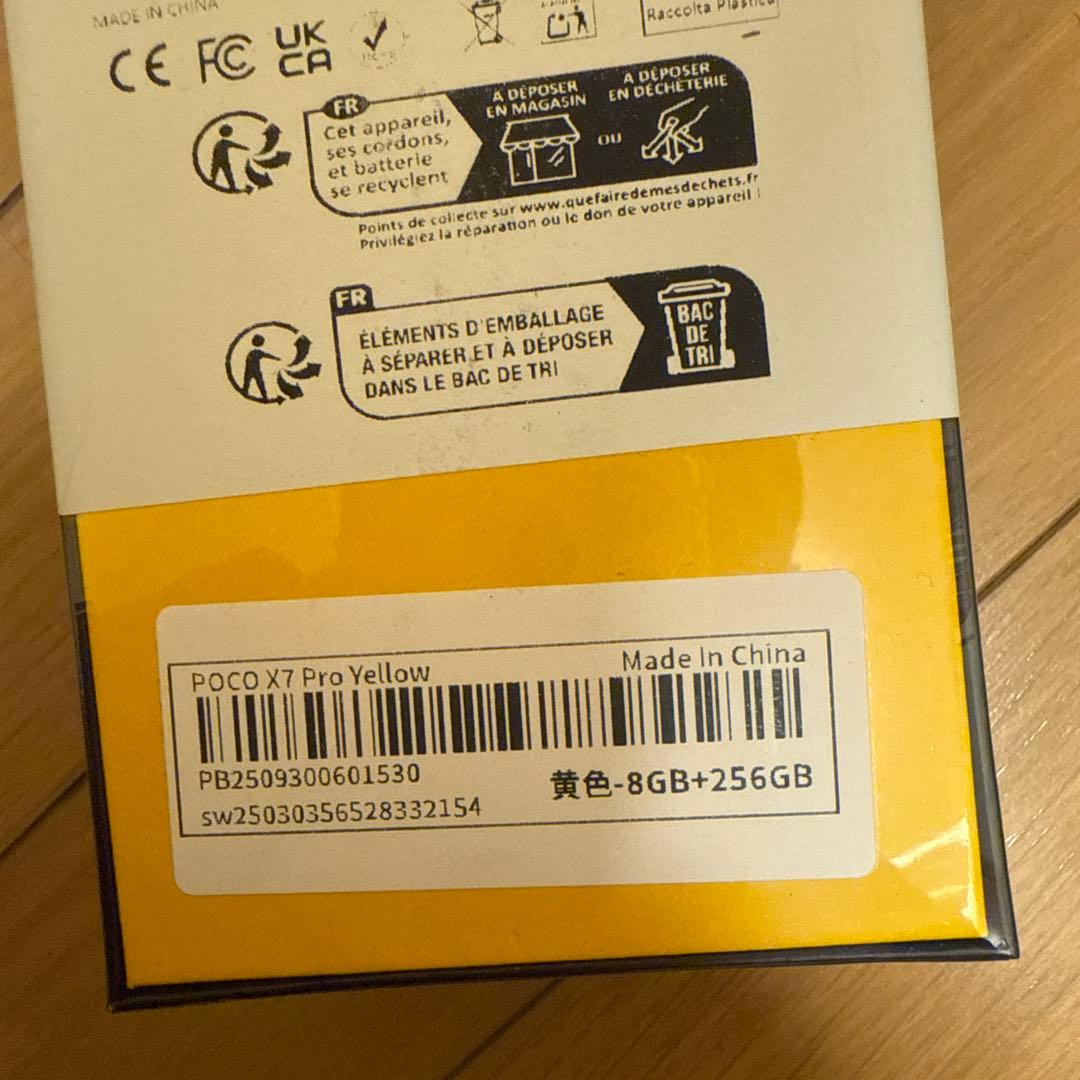 MADE IN CHINA
CE FC UK CA
Raccolta Plastica
FR
Cet appareil,
ses cordons,
et batterie
se recyclent
À DÉPOSER
EN MAGASIN
OU
À DÉPOSER
EN DÉCHÈTERIE
Points de collecte sur www.quefairedemesdechets.fr
Privilégiez la réparation ou le don de votre appareil !
FR
ÉLÉMENTS D'EMBALLAGE
À SÉPARER ET À DÉPOSER
DANS LE BAC DE TRI
BAC
DE
TRI
POCO X7 Pro Yellow
Made In China
PB2509300601530
黄色-8GB+256GB
sw25030356528332154